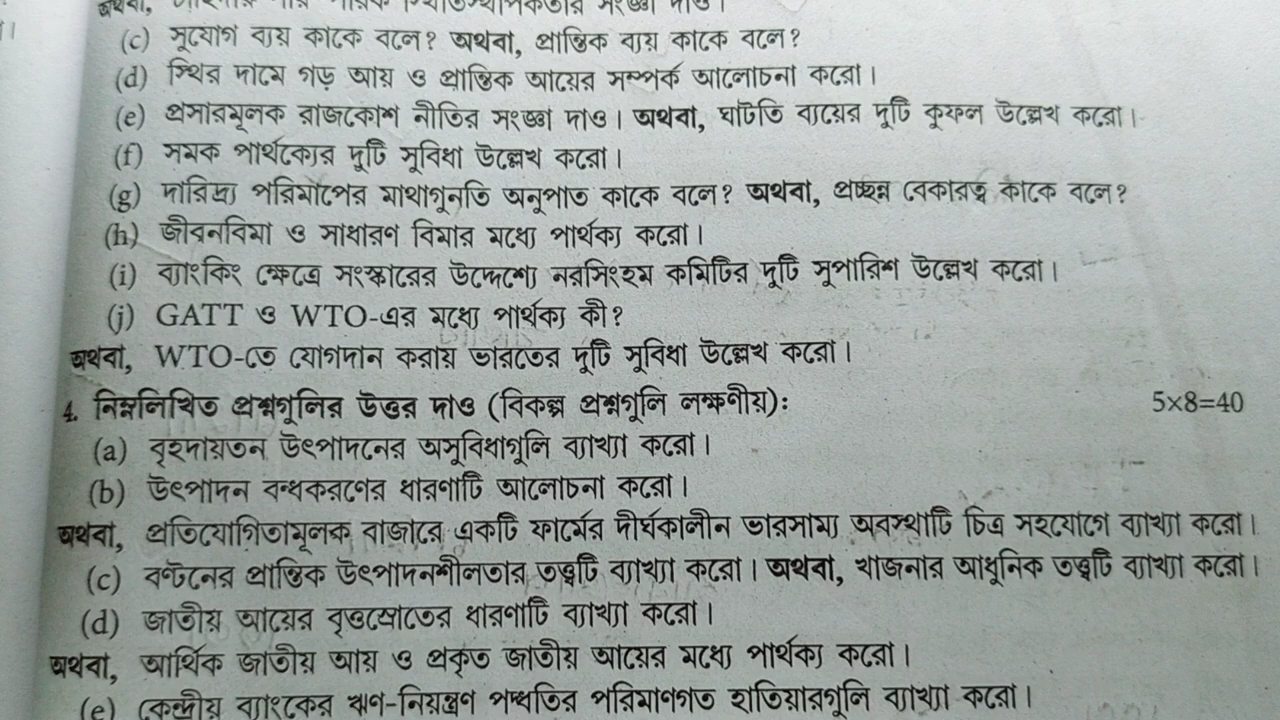 অথবা, স্থিতিস্থাপকতার সংজ্ঞা দাও।
(c) সুযোগ ব্যয় কাকে বলে? অথবা, প্রান্তিক ব্যয় কাকে বলে?
(d) স্থির দামে গড় আয় ও প্রান্তিক আয়ের সম্পর্ক আলোচনা করো।
(e) প্রসারমূলক রাজকোশ নীতির সংজ্ঞা দাও। অথবা, ঘাটতি ব্যয়ের দুটি কুফল উল্লেখ করো।
(f) সমক পার্থক্যের দুটি সুবিধা উল্লেখ করো।
(g) দারিদ্র্য পরিমাপের মাথাগুনতি অনুপাত কাকে বলে? অথবা, প্রচ্ছন্ন বেকারত্ব কাকে বলে?
(h) জীবনবিমা ও সাধারণ বিমার মধ্যে পার্থক্য করো।
(i) ব্যাংকিং ক্ষেত্রে সংস্কারের উদ্দেশ্যে নরসিংহম কমিটির দুটি সুপারিশ উল্লেখ করো।
(j) GATT ও WTO-এর মধ্যে পার্থক্য কী?
অথবা, WTO-তে যোগদান করায় ভারতের দুটি সুবিধা উল্লেখ করো।
4. নিম্নলিখিত প্রশ্নগুলির উত্তর দাও (বিকল্প প্রশ্নগুলি লক্ষণীয়): 5×8=40
(a) বৃহদায়তন উৎপাদনের অসুবিধাগুলি ব্যাখ্যা করো।
(b) উৎপাদন বন্ধকরণের ধারণাটি আলোচনা করো।
অথবা, প্রতিযোগিতামূলক বাজারে একটি ফার্মের দীর্ঘকালীন ভারসাম্য অবস্থাটি চিত্র সহযোগে ব্যাখ্যা করো।
(c) বণ্টনের প্রান্তিক উৎপাদনশীলতার তত্ত্বটি ব্যাখ্যা করো। অথবা, খাজনার আধুনিক তত্ত্বটি ব্যাখ্যা করো।
(d) জাতীয় আয়ের বৃত্তস্রোতের ধারণাটি ব্যাখ্যা করো।
অথবা, আর্থিক জাতীয় আয় ও প্রকৃত জাতীয় আয়ের মধ্যে পার্থক্য করো।
(e) কেন্দ্রীয় ব্যাংকের ঋণ-নিয়ন্ত্রণ পদ্ধতির পরিমাণগত হাতিয়ারগুলি ব্যাখ্যা করো।